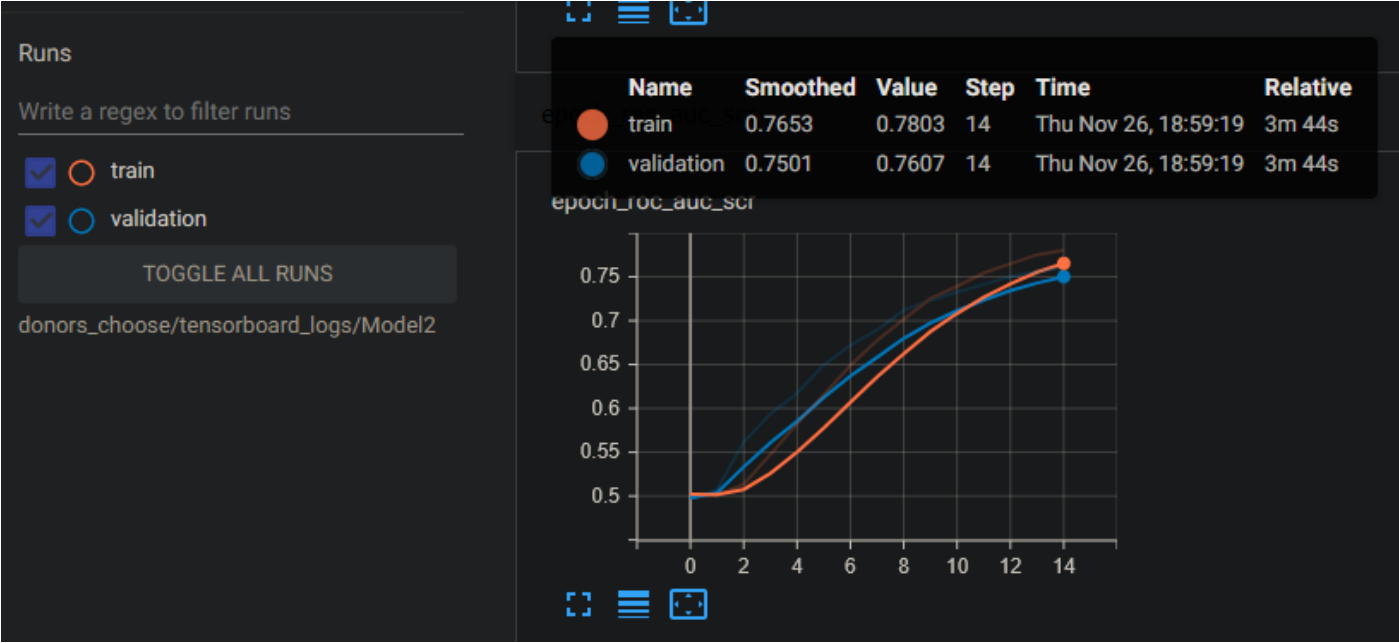 Runs
Write a regex to filter runs
train
validation
TOGGLE ALL RUNS
donors_choose/tensorboard_logs/Model2
Name Smoothed Value Step Time Relative
train 0.7653 0.7803 14 Thu Nov 26, 18:59:19 3m 44s
validation 0.7501 0.7607 14 Thu Nov 26, 18:59:19 3m 44s
epoch_roc_auc_scr
0.75
0.7
0.65
0.6
0.55
0.5
0 2 4 6 8 10 12 14